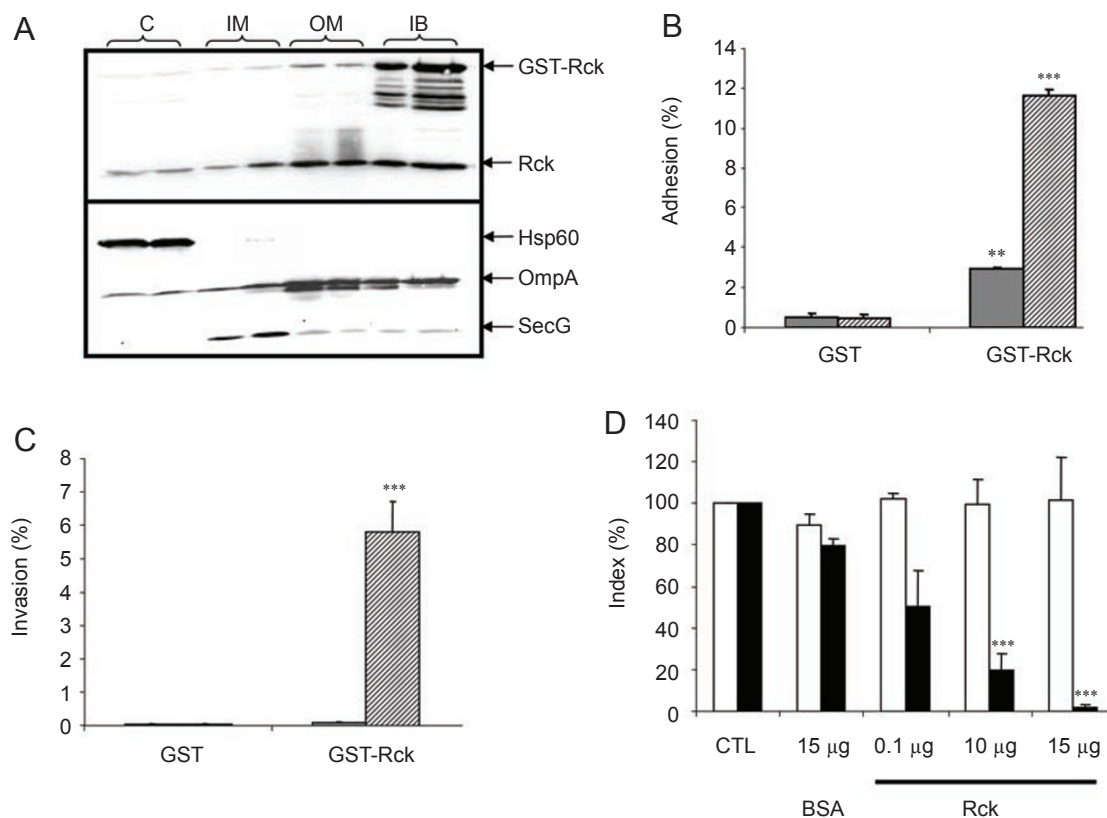 A
C IM OM IB
GST-Rck
Rck
Hsp60
OmpA
SecG
B
Adhesion (%)
14
12
10
8
6
4
2
0
**
***
GST GST-Rck
C
Invasion (%)
8
7
6
5
4
3
2
1
0
***
GST GST-Rck
D
Index (%)
140
120
100
80
60
40
20
0
***
***
CTL 15 µg 0.1 µg 10 µg 15 µg
BSA Rck